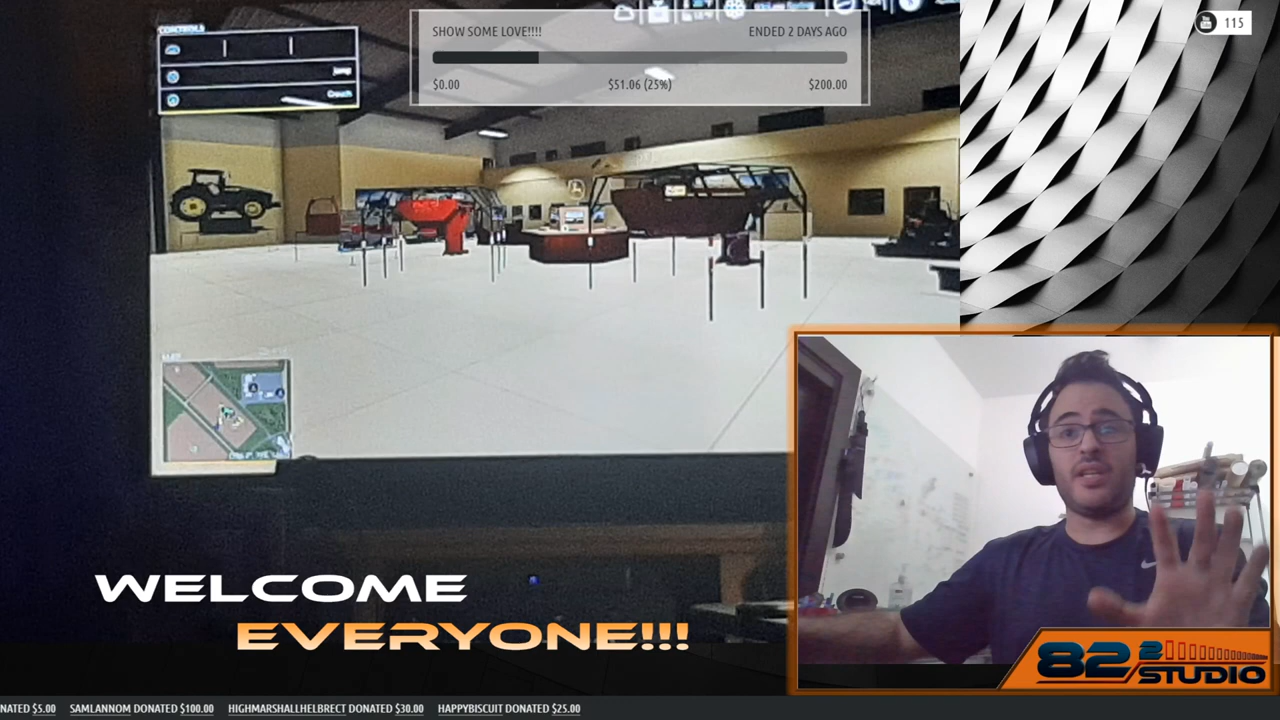 CONTROLS
Jump
Crouch
SHOW SOME LOVE!!!! ENDED 2 DAYS AGO
$0.00 $51.06 (25%) $200.00
115
WELCOME
EVERYONE!!!
82 2 STUDIO
NATED $5.00 SAMLANNOM DONATED $100.00 HIGHMARSHALLHELBRECT DONATED $30.00 HAPPYBISCUIT DONATED $25.00